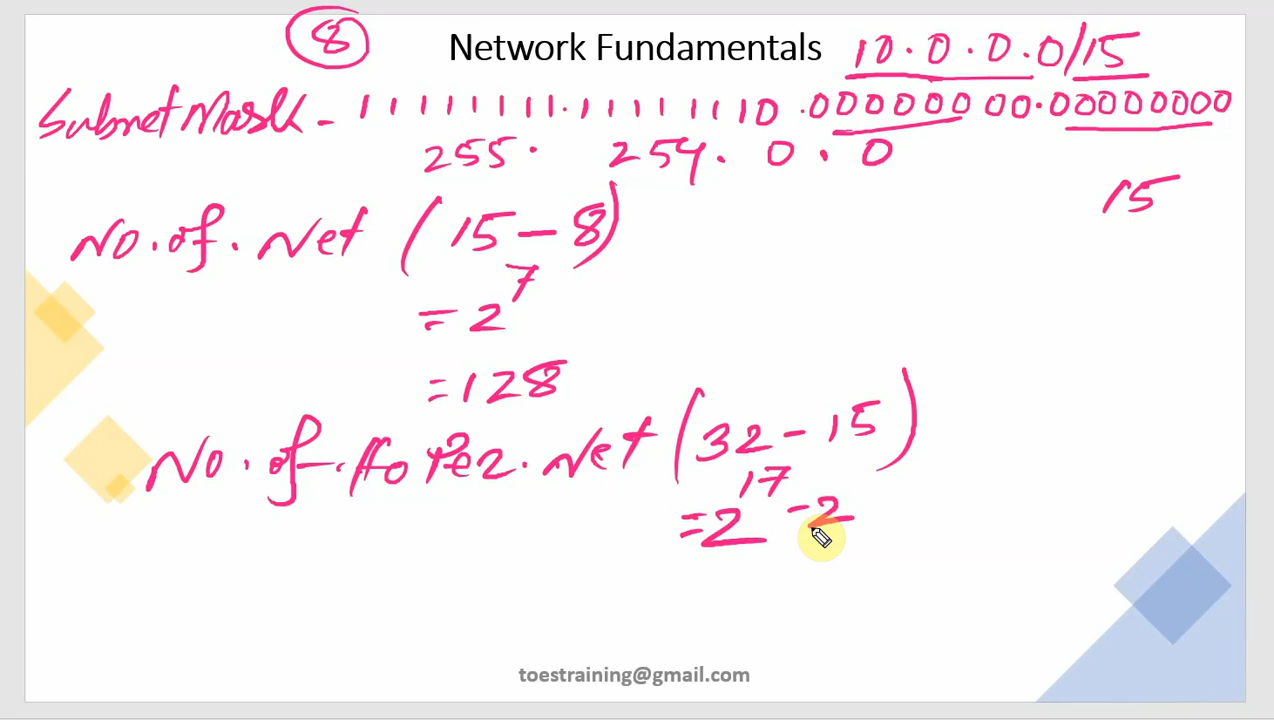 8
Network Fundamentals
10.0.0.0/15
Subnet Mask - 11111111.11111110.00000000.00000000
255. 254. 0. 0
15
No. of. Net (15-8)
= 2^7
= 128
No. of. Net (32-15)
= 2^17 - 2
toestraining@gmail.com